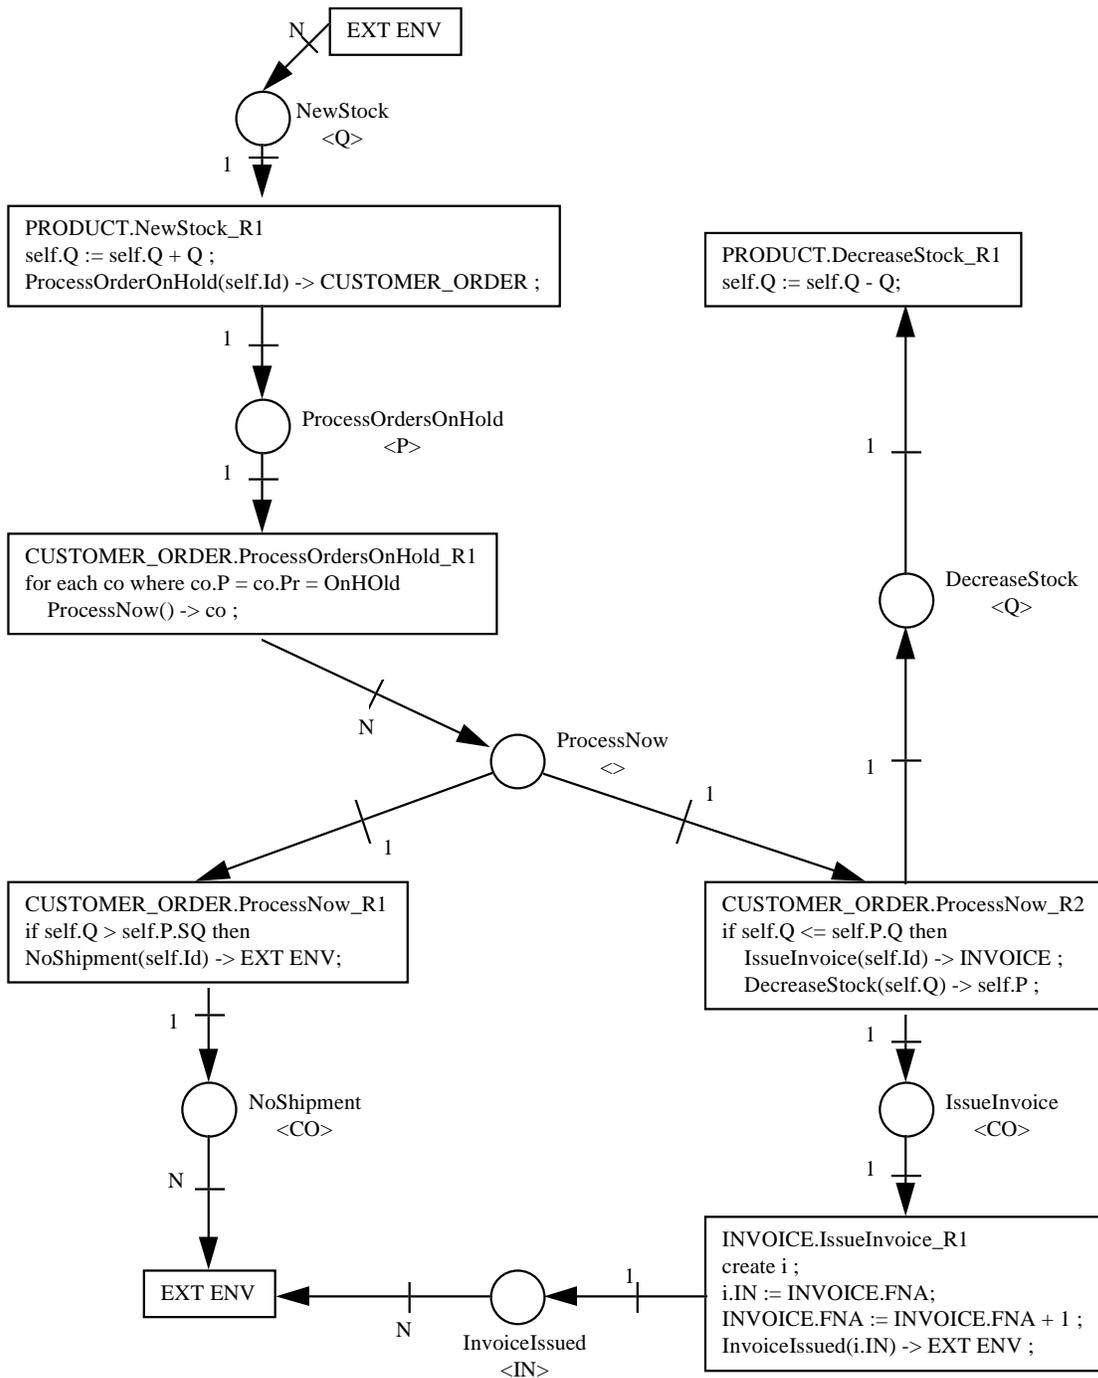 N
EXT ENV
NewStock
<Q>
1
PRODUCT.NewStock_R1
self.Q := self.Q + Q ;
ProcessOrderOnHold(self.Id) -> CUSTOMER_ORDER ;
PRODUCT.DecreaseStock_R1
self.Q := self.Q - Q;
1
ProcessOrdersOnHold
<P>
1
1
CUSTOMER_ORDER.ProcessOrdersOnHold_R1
for each co where co.P = co.Pr = OnHOld
ProcessNow() -> co ;
DecreaseStock
<Q>
N
ProcessNow
<>
1
1
1
CUSTOMER_ORDER.ProcessNow_R1
if self.Q > self.P.SQ then
NoShipment(self.Id) -> EXT ENV;
CUSTOMER_ORDER.ProcessNow_R2
if self.Q <= self.P.Q then
IssueInvoice(self.Id) -> INVOICE ;
DecreaseStock(self.Q) -> self.P ;
1
1
NoShipment
<CO>
IssueInvoice
<CO>
N
1
INVOICE.IssueInvoice_R1
create i ;
i.IN := INVOICE.FNA;
INVOICE.FNA := INVOICE.FNA + 1 ;
InvoiceIssued(i.IN) -> EXT ENV ;
EXT ENV
N
1
InvoiceIssued
<IN>